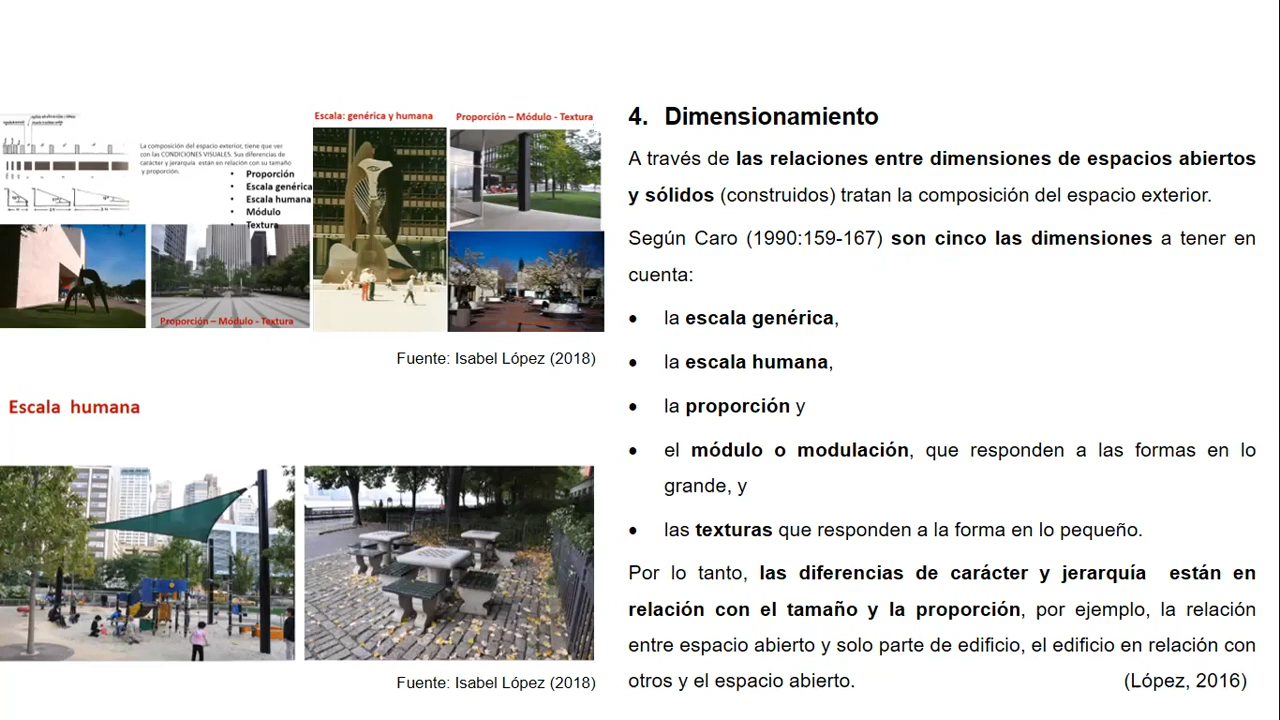 La composición del espacio exterior, tiene que ver
con las CONDICIONES VISUALES. Sus diferencias de
carácter y jerarquía están en relación con su tamaño
y proporción.
• Proporción
• Escala genérica
• Escala humana
• Módulo
• Textura
Proporción – Módulo - Textura
Escala: genérica y humana
Proporción – Módulo - Textura
Fuente: Isabel López (2018)
Escala humana
Fuente: Isabel López (2018)
4. Dimensionamiento
A través de las relaciones entre dimensiones de espacios abiertos
y sólidos (construidos) tratan la composición del espacio exterior.
Según Caro (1990:159-167) son cinco las dimensiones a tener en
cuenta:
• la escala genérica,
• la escala humana,
• la proporción y
• el módulo o modulación, que responden a las formas en lo
grande, y
• las texturas que responden a la forma en lo pequeño.
Por lo tanto, las diferencias de carácter y jerarquía están en
relación con el tamaño y la proporción, por ejemplo, la relación
entre espacio abierto y solo parte de edificio, el edificio en relación con
otros y el espacio abierto. (López, 2016)